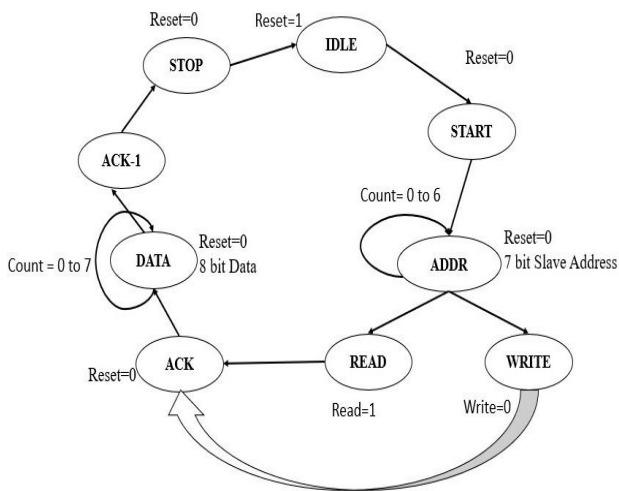 Reset=0
Reset=1
IDLE
STOP
Reset=0
START
ACK-1
Count= 0 to 6
Reset=0
7 bit Slave Address
ADDR
Reset=0
8 bit Data
DATA
Count = 0 to 7
ACK
READ
WRITE
Reset=0
Read=1
Write=0